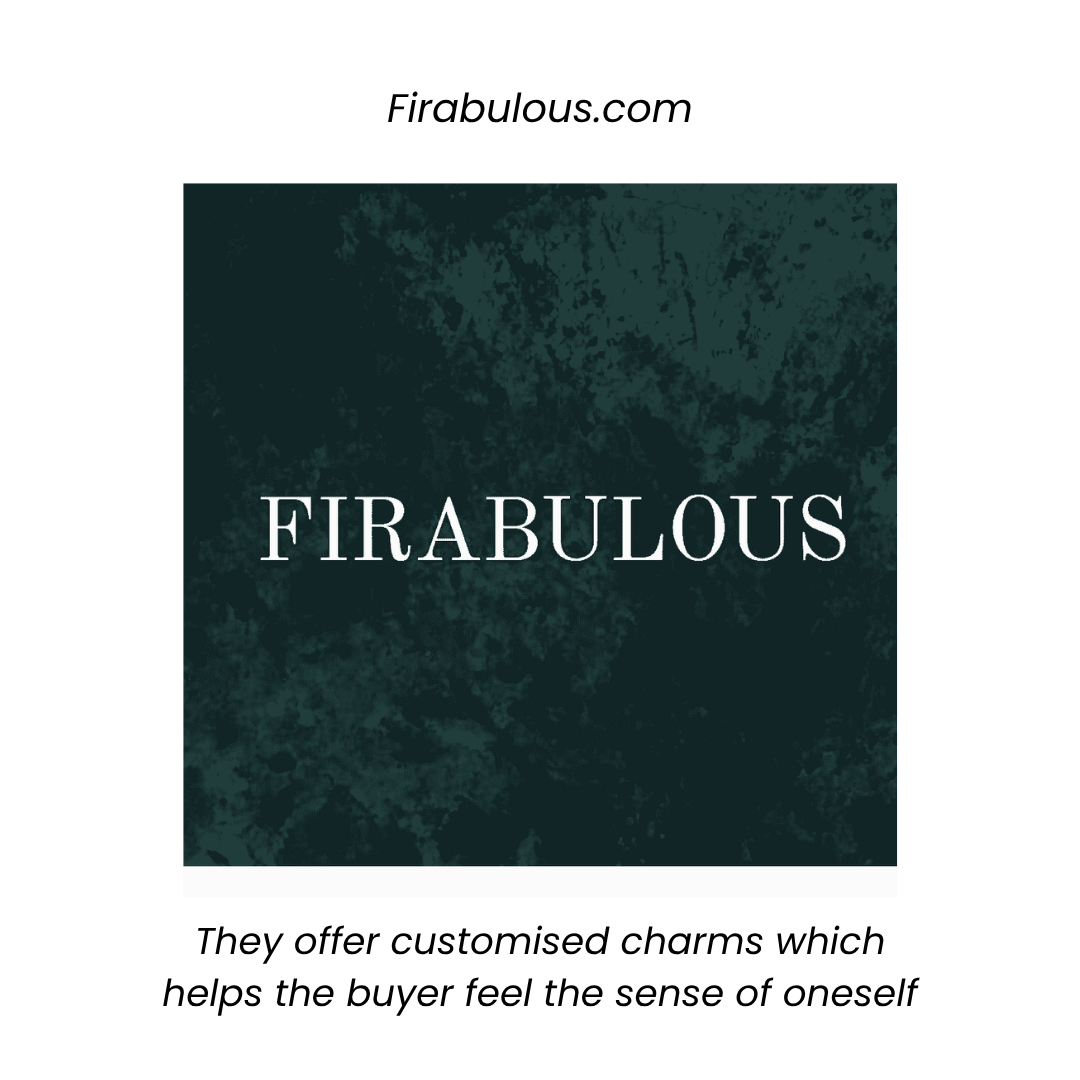 Firabulous.com
FIRABULOUS
They offer customised charms which
helps the buyer feel the sense of oneself